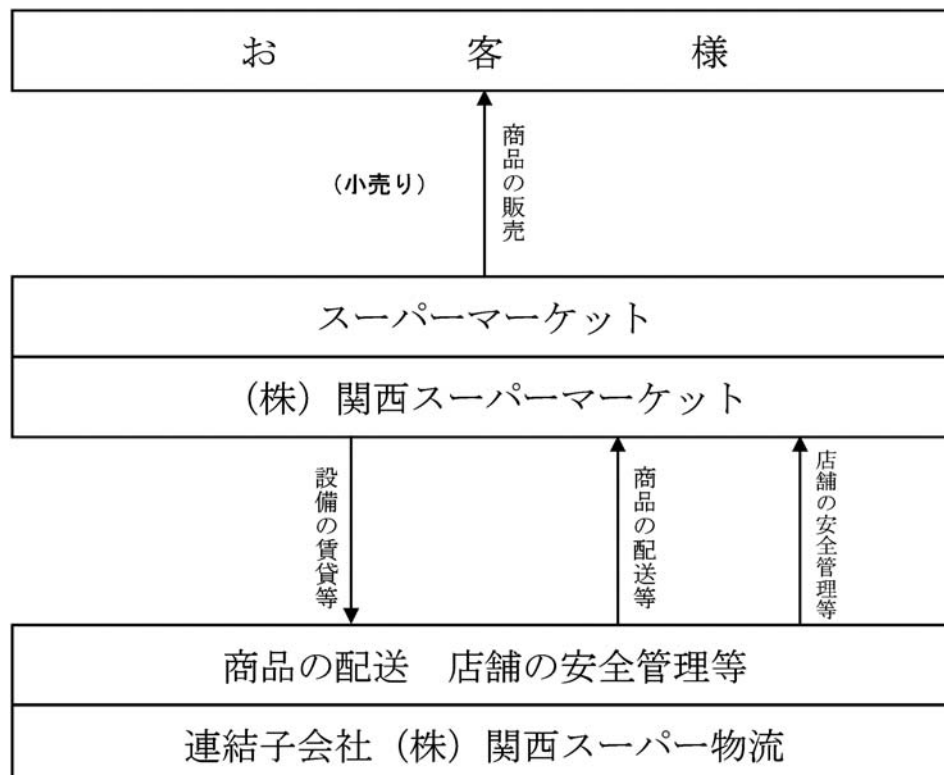 お客様
商品の販売
（小売り）
スーパーマーケット
（株）関西スーパーマーケット
設備の賃貸等
商品の配送等
店舗の安全管理等
商品の配送　店舗の安全管理等
連結子会社（株）関西スーパー物流